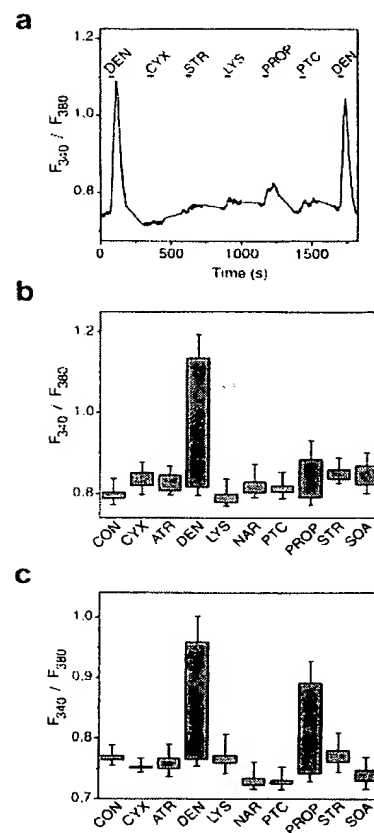 a
DEN CYX STR LYS PROP PTC DEN
1.2
1.0
0.8
F340 / F380
0 500 1000 1500
Time (s)
b
1.2
1.0
0.8
F340 / F380
CON CYX ATR DEN LYS NAR PTC PROP STR SOA
c
1.0
0.9
0.8
0.7
F340 / F380
CON CYX ATR DEN LYS NAR PTC PROP STR SOA